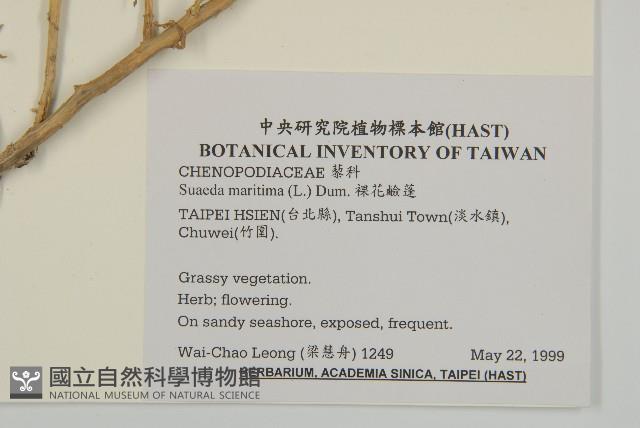 中央研究院植物標本館(HAST)
BOTANICAL INVENTORY OF TAIWAN
CHENOPODIACEAE 藜科
Suaeda maritima (L.) Dum. 裸花鹼蓬
TAIPEI HSIEN(台北縣), Tanshui Town(淡水鎮),
Chuwei(竹圍).
Grassy vegetation.
Herb; flowering.
On sandy seashore, exposed, frequent.
Wai-Chao Leong (梁慧舟) 1249 May 22, 1999
HERBARIUM, ACADEMIA SINICA, TAIPEI (HAST)
國立自然科學博物館
NATIONAL MUSEUM OF NATURAL SCIENCE